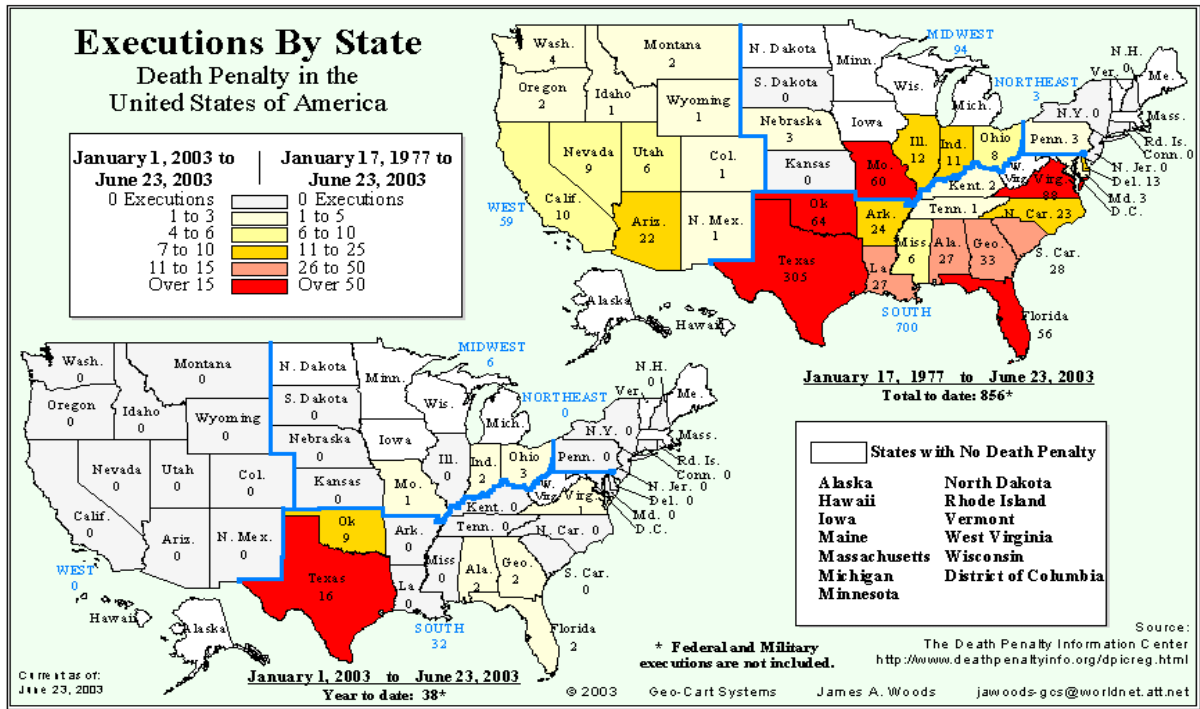 Executions By State
Death Penalty in the
United States of America
January 1, 2003 to
June 23, 2003
January 17, 1977 to
June 23, 2003
0 Executions 0 Executions
1 to 3 1 to 5
4 to 6 6 to 10
7 to 10 11 to 25
11 to 15 26 to 50
Over 15 Over 50
MIDWEST
94
NORTHEAST
3
WEST
59
SOUTH
700
Wash.
4
Montana
2
Oregon
2
Idaho
1
Wyoming
1
Nevada
9
Utah
6
Col.
1
Calif.
10
Ariz.
22
N. Mex.
1
N. Dakota
S. Dakota
0
Nebraska
3
Kansas
0
Minn.
Iowa
Mo.
60
Wis.
Ill.
12
Mich.
Ind.
11
Ohio
8
Penn. 3
N.Y. 0
Ver.
N.H.
0
Me.
Mass.
Rd. Is.
Conn. 0
N. Jer. 0
Del. 13
Md. 3
D.C.
W.
Virg.
Virg.
88
Kent. 2
Tenn. 1
N. Car. 23
S. Car.
28
Ok
64
Ark.
24
Texas
305
La
27
Miss.
6
Ala.
27
Geo.
33
Florida
56
Alaska
Hawaii
January 17, 1977 to June 23, 2003
Total to date: 856*
MIDWEST
6
NORTHEAST
0
WEST
0
SOUTH
32
Wash.
0
Montana
0
Oregon
0
Idaho
0
Wyoming
0
Nevada
0
Utah
0
Col.
0
Calif.
0
Ariz.
0
N. Mex.
0
N. Dakota
S. Dakota
0
Nebraska
0
Kansas
0
Minn.
Iowa
Mo.
1
Wis.
Ill.
0
Mich.
Ind.
2
Ohio
3
Penn. 0
N.Y. 0
Ver.
N.H.
0
Me.
Mass.
Rd. Is.
Conn. 0
N. Jer. 0
Del. 0
Md. 0
D.C.
W.
Virg.
Virg.
1
Kent. 0
Tenn. 0
N. Car. 0
S. Car.
0
Ok
9
Ark.
0
Texas
16
La
0
Miss
0
Ala.
2
Geo.
2
Florida
2
Hawaii
Alaska
January 1, 2003 to June 23, 2003
Year to date: 38*
States with No Death Penalty
Alaska
Hawaii
Iowa
Maine
Massachusetts
Michigan
Minnesota
North Dakota
Rhode Island
Vermont
West Virginia
Wisconsin
District of Columbia
* Federal and Military
executions are not included.
Source:
The Death Penalty Information Center
http://www.deathpenaltyinfo.org/dpicreg.html
Current as of:
June 23, 2003
© 2003 Geo-Cart Systems James A. Woods jawoods-gcs@worldnet.att.net